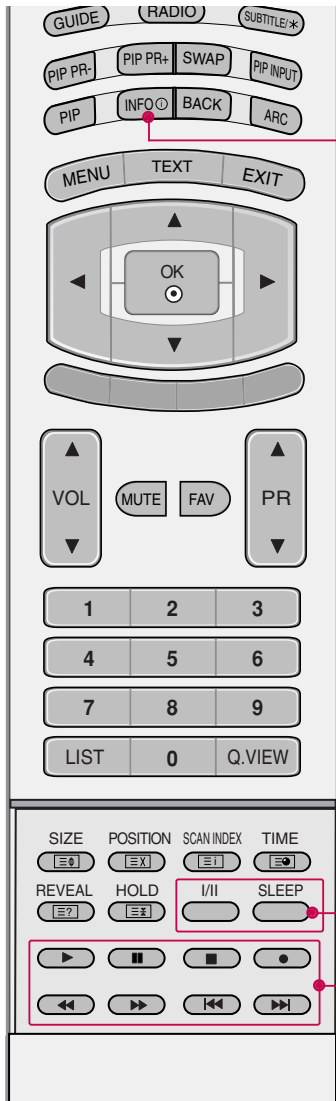 GUIDE RADIO SUBTITLE/*
PIP PR- PIP PR+ SWAP PIP INPUT
PIP INFO i BACK ARC
MENU TEXT EXIT
OK
VOL MUTE FAV PR
1 2 3
4 5 6
7 8 9
LIST 0 Q.VIEW
SIZE POSITION SCAN INDEX TIME
REVEAL HOLD I/II SLEEP